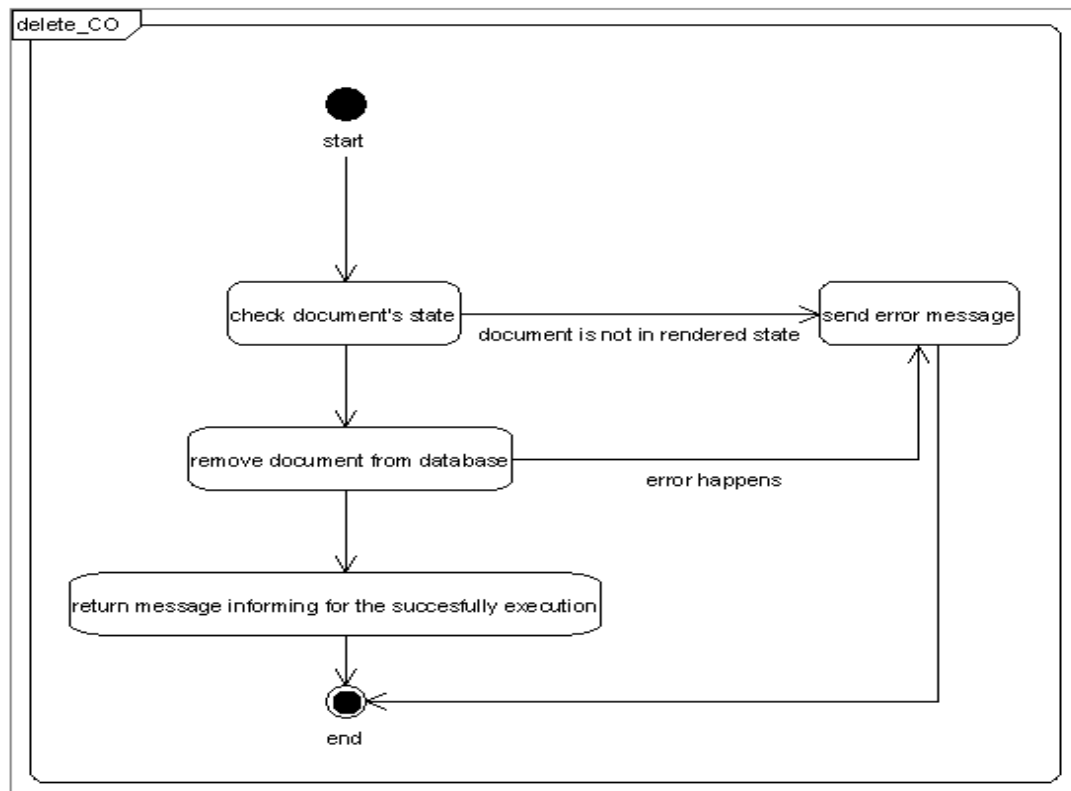 delete_CO
start
check document's state
send error message
document is not in rendered state
remove document from database
error happens
return message informing for the succesfully execution
end